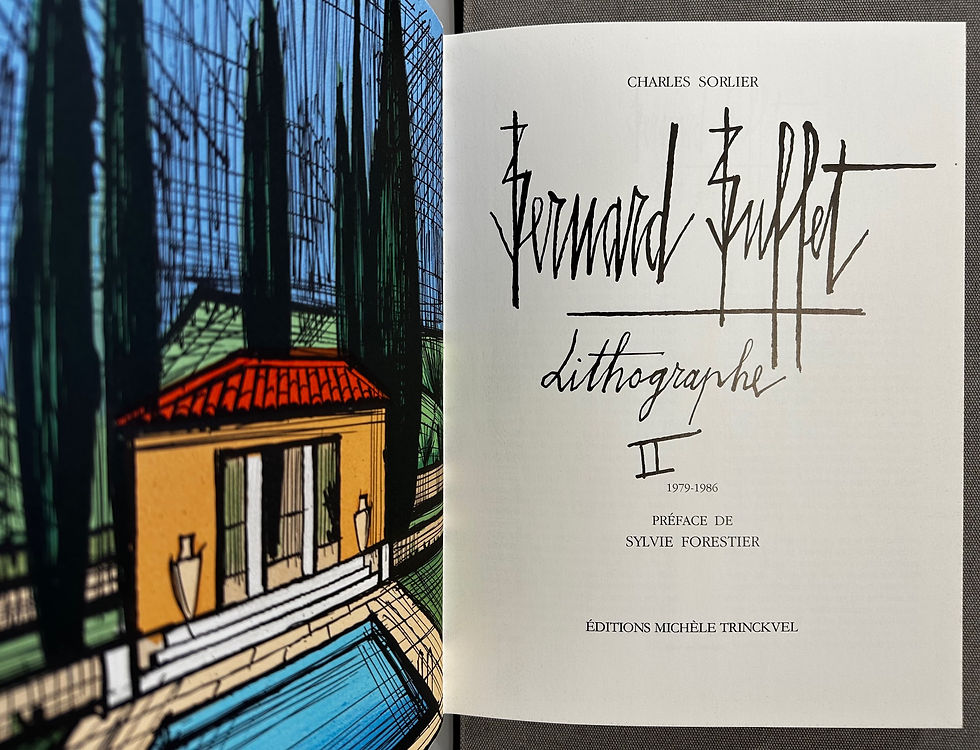 CHARLES SORLIER
Bernard Buffet
Lithographe
II
1979-1986
PRÉFACE DE
SYLVIE FORESTIER
ÉDITIONS MICHÈLE TRINCKVEL